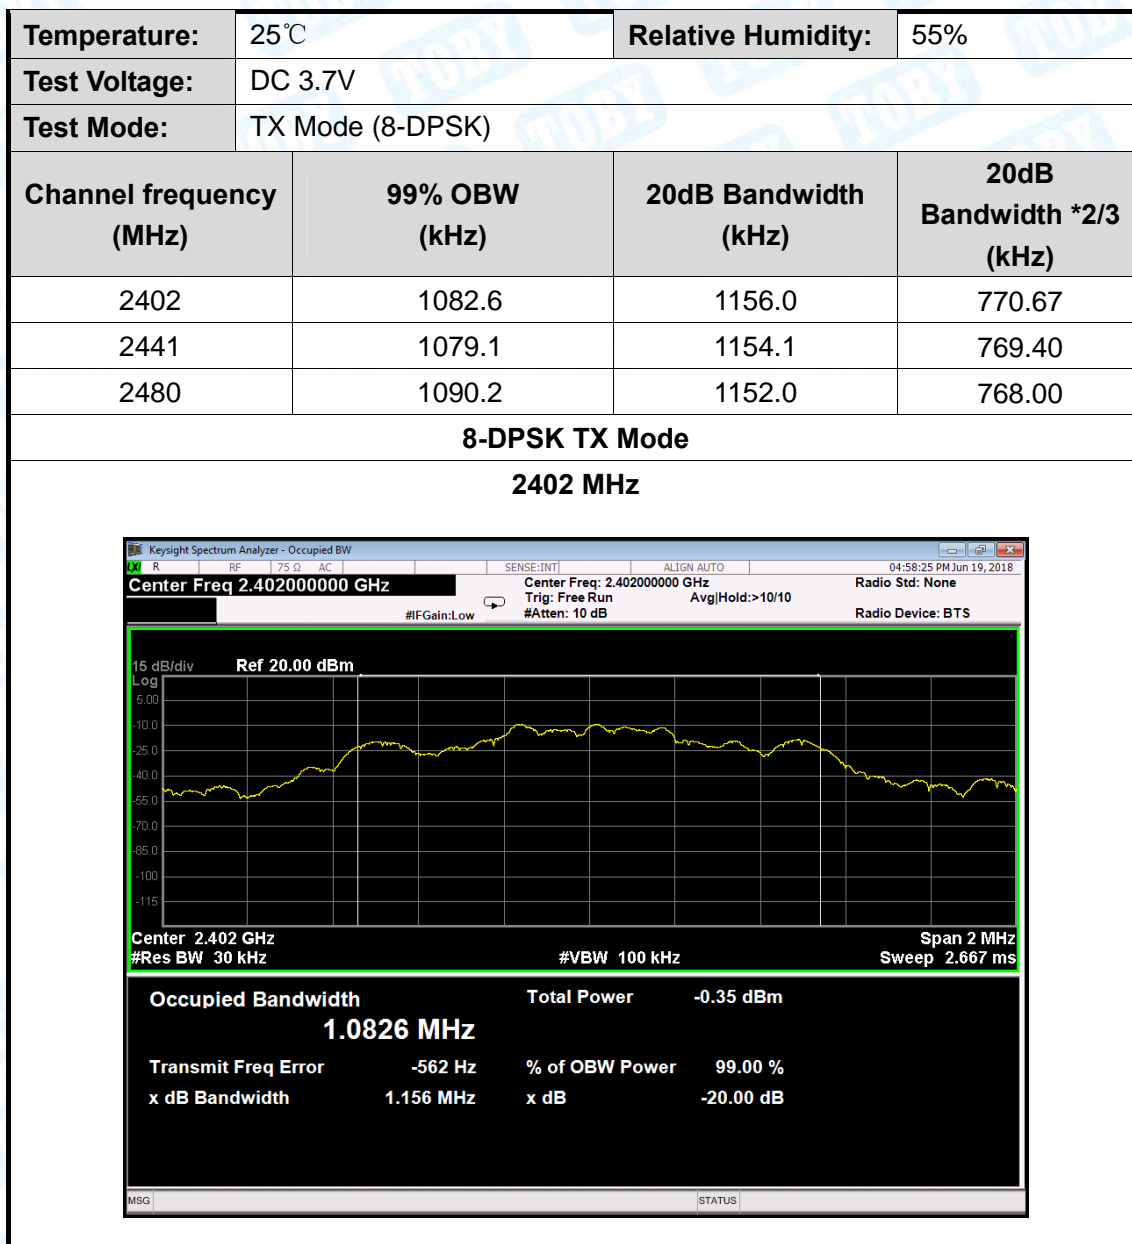 Temperature: 25℃ Relative Humidity: 55%
Test Voltage: DC 3.7V
Test Mode: TX Mode (8-DPSK)
Channel frequency (MHz) 99% OBW (kHz) 20dB Bandwidth (kHz) 20dB Bandwidth *2/3 (kHz)
2402 1082.6 1156.0 770.67
2441 1079.1 1154.1 769.40
2480 1090.2 1152.0 768.00
8-DPSK TX Mode
2402 MHz
Keysight Spectrum Analyzer - Occupied BW
LXI R RF 75 Ω AC SENSE:INT ALIGN AUTO 04:58:25 PM Jun 19, 2018
Center Freq 2.402000000 GHz Center Freq: 2.402000000 GHz Radio Std: None
Trig: Free Run Avg|Hold:>10/10
#IFGain:Low #Atten: 10 dB Radio Device: BTS
15 dB/div Ref 20.00 dBm
Log
5.00
-10.0
-25.0
-40.0
-55.0
-70.0
-85.0
-100
-115
Center 2.402 GHz Span 2 MHz
#Res BW 30 kHz #VBW 100 kHz Sweep 2.667 ms
Occupied Bandwidth Total Power -0.35 dBm
1.0826 MHz
Transmit Freq Error -562 Hz % of OBW Power 99.00 %
x dB Bandwidth 1.156 MHz x dB -20.00 dB
MSG STATUS
TOBY